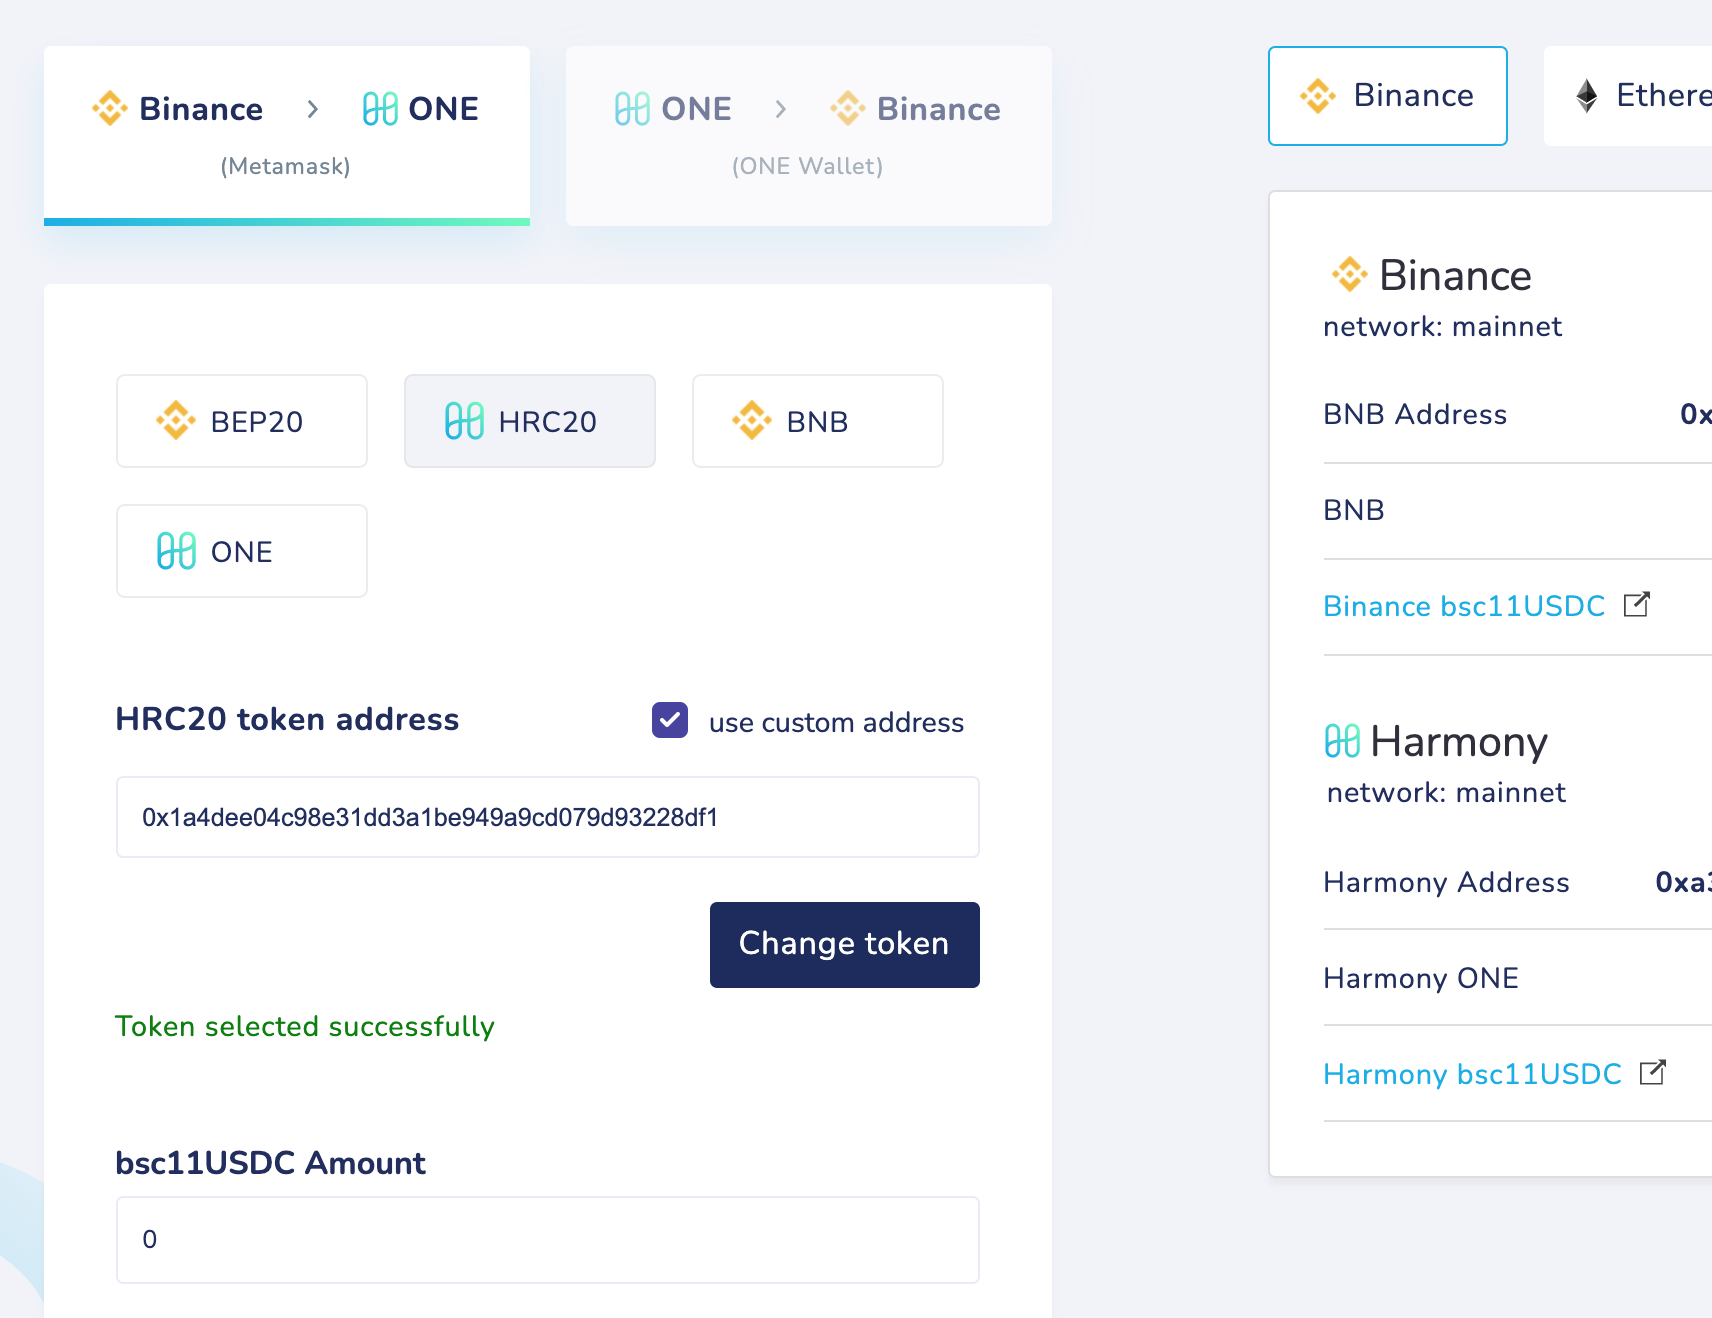 Binance > ONE
(Metamask)
ONE > Binance
(ONE Wallet)
BEP20
HRC20
BNB
ONE
HRC20 token address
use custom address
0x1a4dee04c98e31dd3a1be949a9cd079d93228df1
Change token
Token selected successfully
bsc11USDC Amount
0
Binance
Ethere
Binance
network: mainnet
BNB Address 0x
BNB
Binance bsc11USDC
Harmony
network: mainnet
Harmony Address 0xa3
Harmony ONE
Harmony bsc11USDC